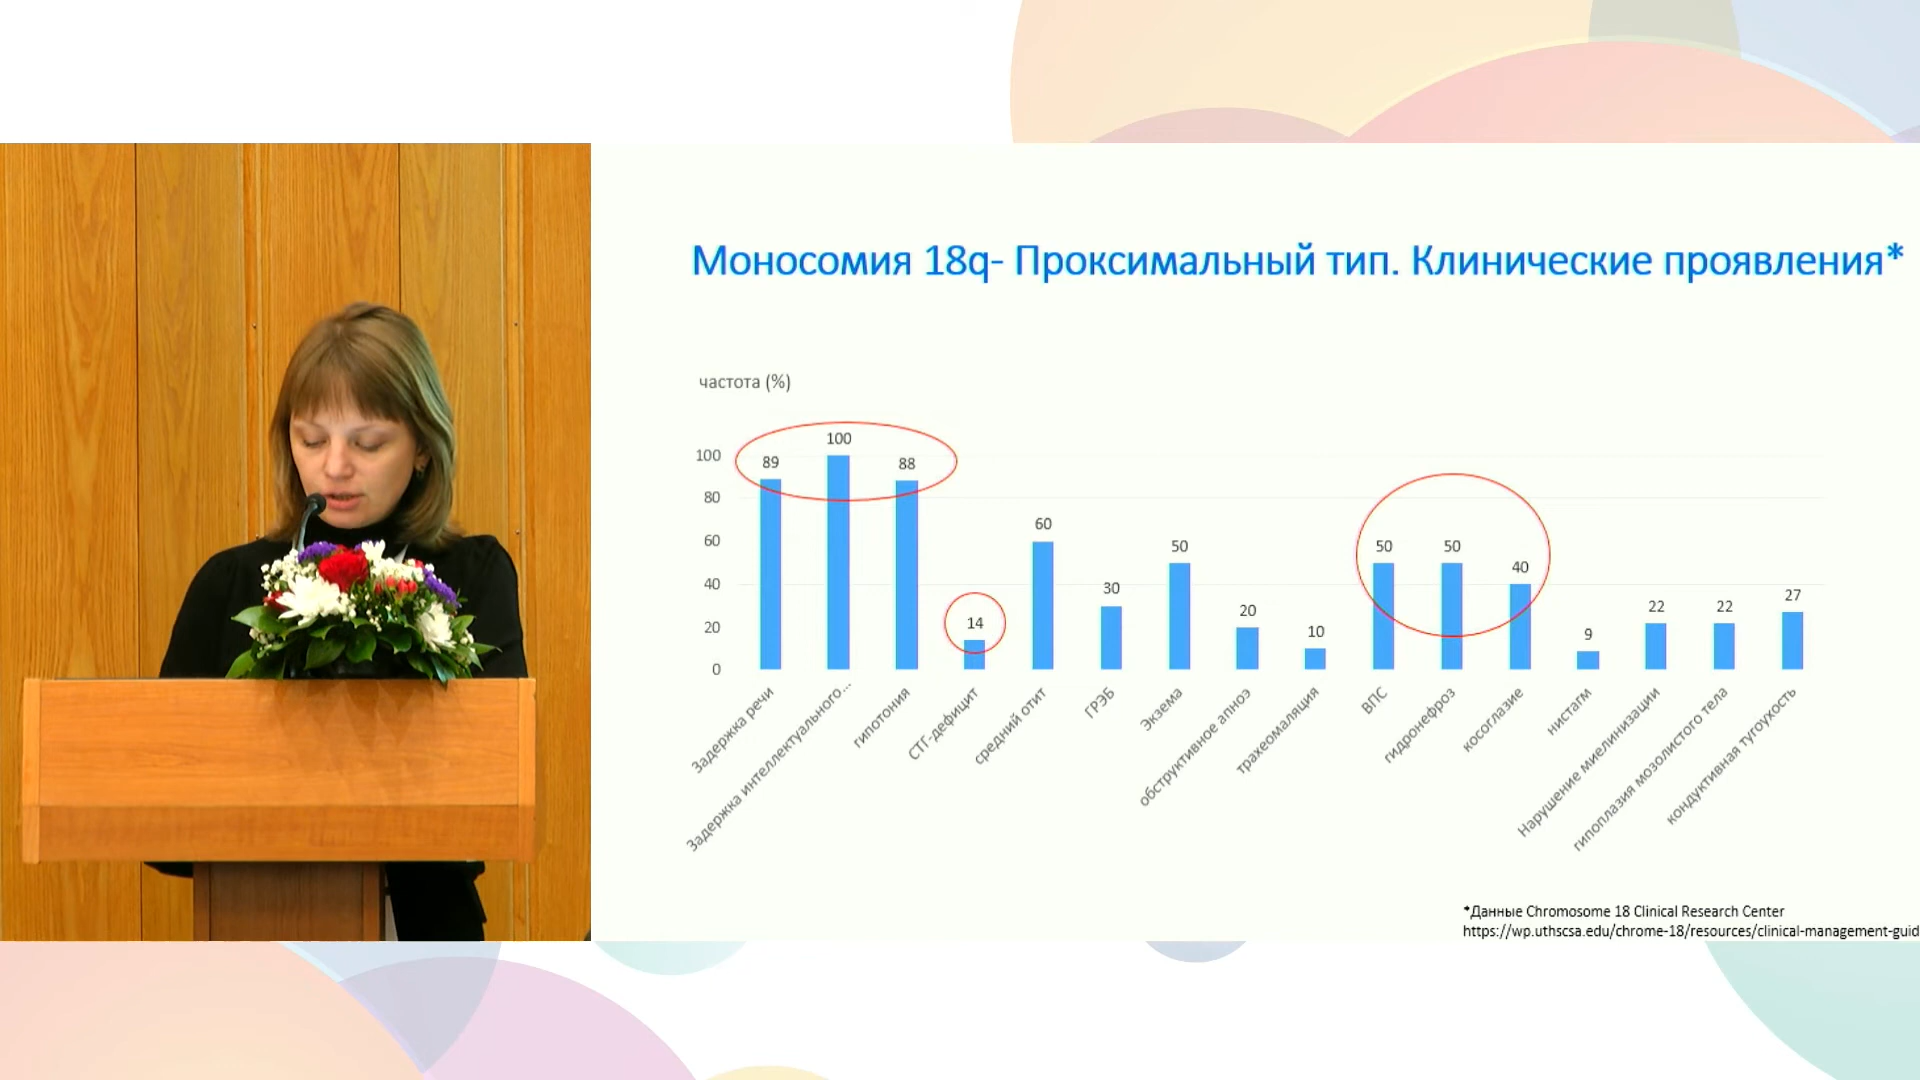 Моносомия 18q- Проксимальный тип. Клинические проявления*
частота (%)
100
80
60
40
20
0
89
100
88
14
60
30
50
20
10
50
50
40
9
22
22
27
Задержка речи
Задержка интеллектуального...
гипотония
СТГ-дефицит
средний отит
ГРЭБ
Экзема
обструктивное апноэ
трахеомаляция
ВПС
гидронефроз
косоглазие
нистагм
Нарушение миелинизации
гипоплазия мозолистого тела
кондуктивная тугоухость
*Данные Chromosome 18 Clinical Research Center
https://wp.uthscsa.edu/chrome-18/resources/clinical-management-guid